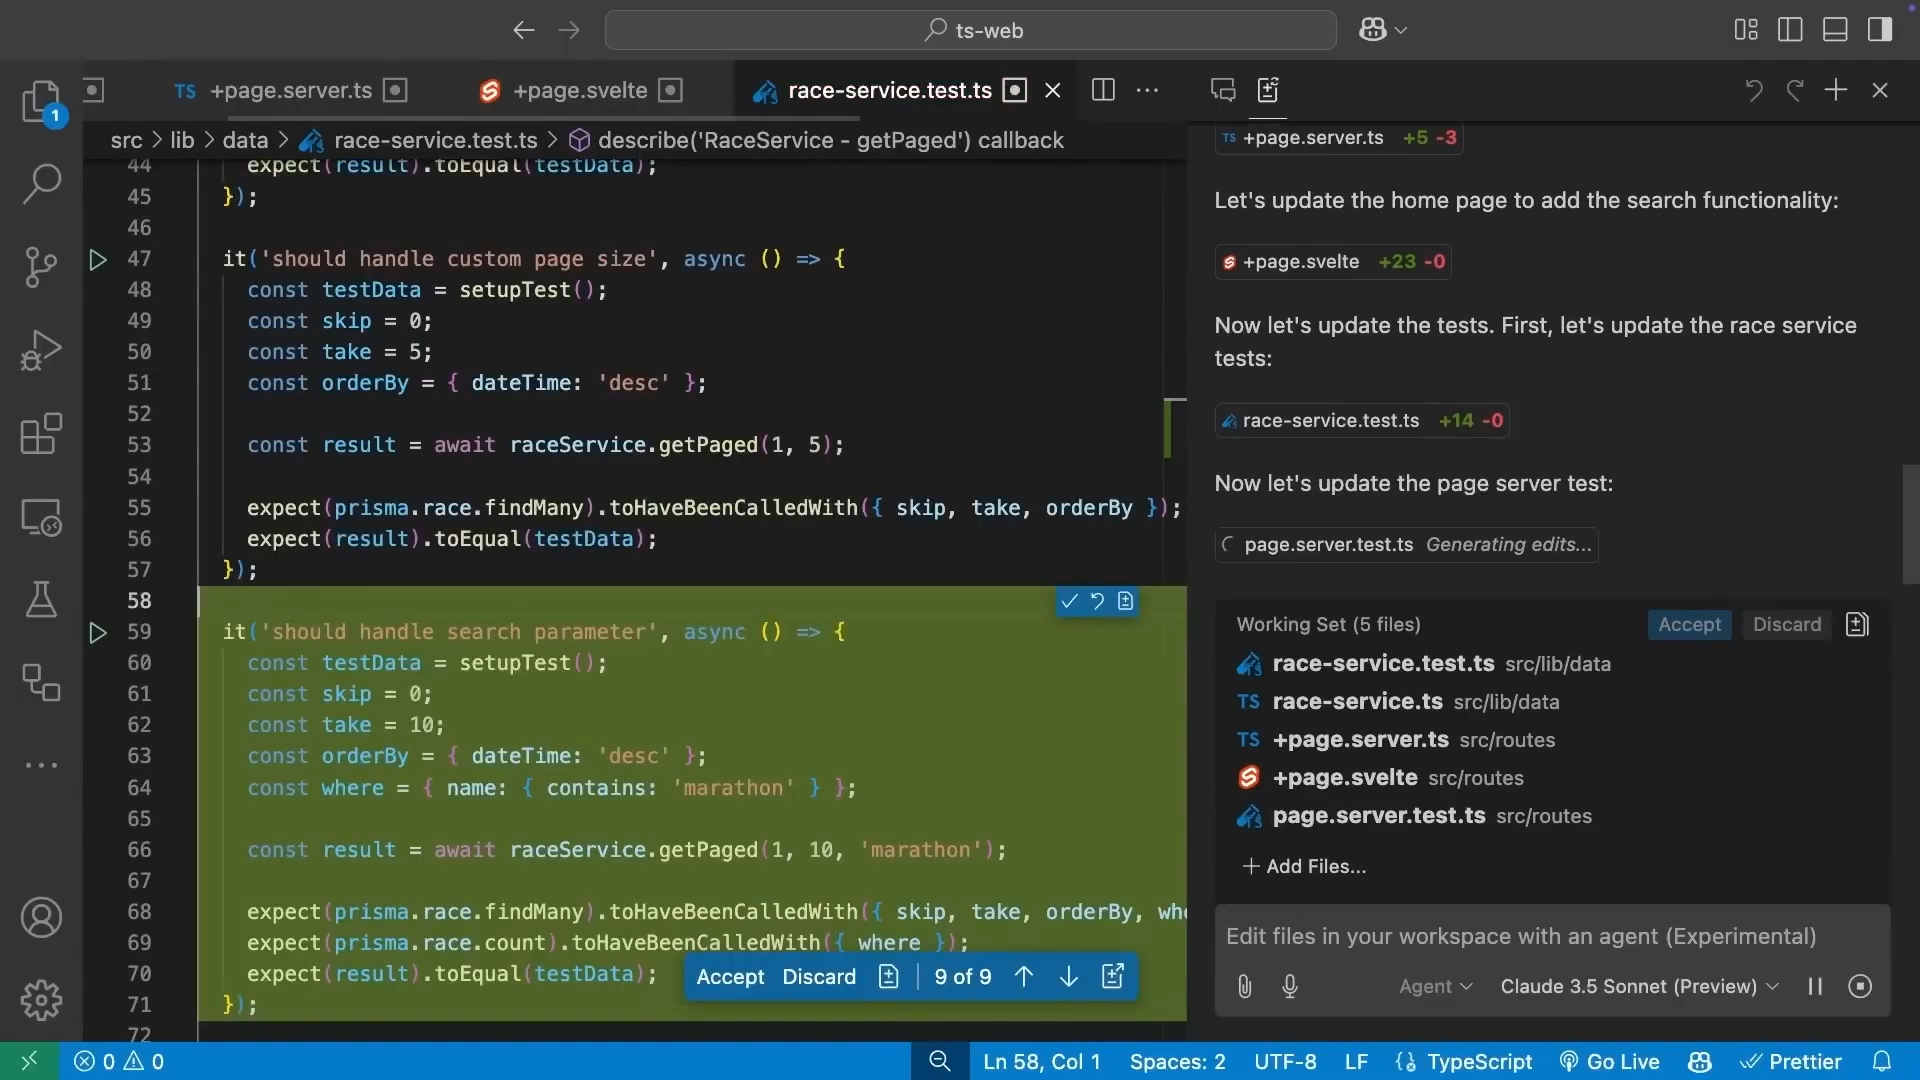 ts-web
TS +page.server.ts
+page.svelte
race-service.test.ts
1
src > lib > data > race-service.test.ts > describe('RaceService - getPaged') callback
44 expect(result).toEqual(testData);
45 });
46
47 it('should handle custom page size', async () => {
48 const testData = setupTest();
49 const skip = 0;
50 const take = 5;
51 const orderBy = { dateTime: 'desc' };
52
53 const result = await raceService.getPaged(1, 5);
54
55 expect(prisma.race.findMany).toHaveBeenCalledWith({ skip, take, orderBy });
56 expect(result).toEqual(testData);
57 });
58
59 it('should handle search parameter', async () => {
60 const testData = setupTest();
61 const skip = 0;
62 const take = 10;
63 const orderBy = { dateTime: 'desc' };
64 const where = { name: { contains: 'marathon' } };
65
66 const result = await raceService.getPaged(1, 10, 'marathon');
67
68 expect(prisma.race.findMany).toHaveBeenCalledWith({ skip, take, orderBy, wh
69 expect(prisma.race.count).toHaveBeenCalledWith({ where });
70 expect(result).toEqual(testData);
71 });
72
Accept Discard 9 of 9
TS +page.server.ts +5 -3
Let's update the home page to add the search functionality:
+page.svelte +23 -0
Now let's update the tests. First, let's update the race service
tests:
race-service.test.ts +14 -0
Now let's update the page server test:
page.server.test.ts Generating edits...
Working Set (5 files) Accept Discard
race-service.test.ts src/lib/data
TS race-service.ts src/lib/data
TS +page.server.ts src/routes
+page.svelte src/routes
page.server.test.ts src/routes
+ Add Files...
Edit files in your workspace with an agent (Experimental)
Agent Claude 3.5 Sonnet (Preview)
0 0 Ln 58, Col 1 Spaces: 2 UTF-8 LF {} TypeScript Go Live Prettier